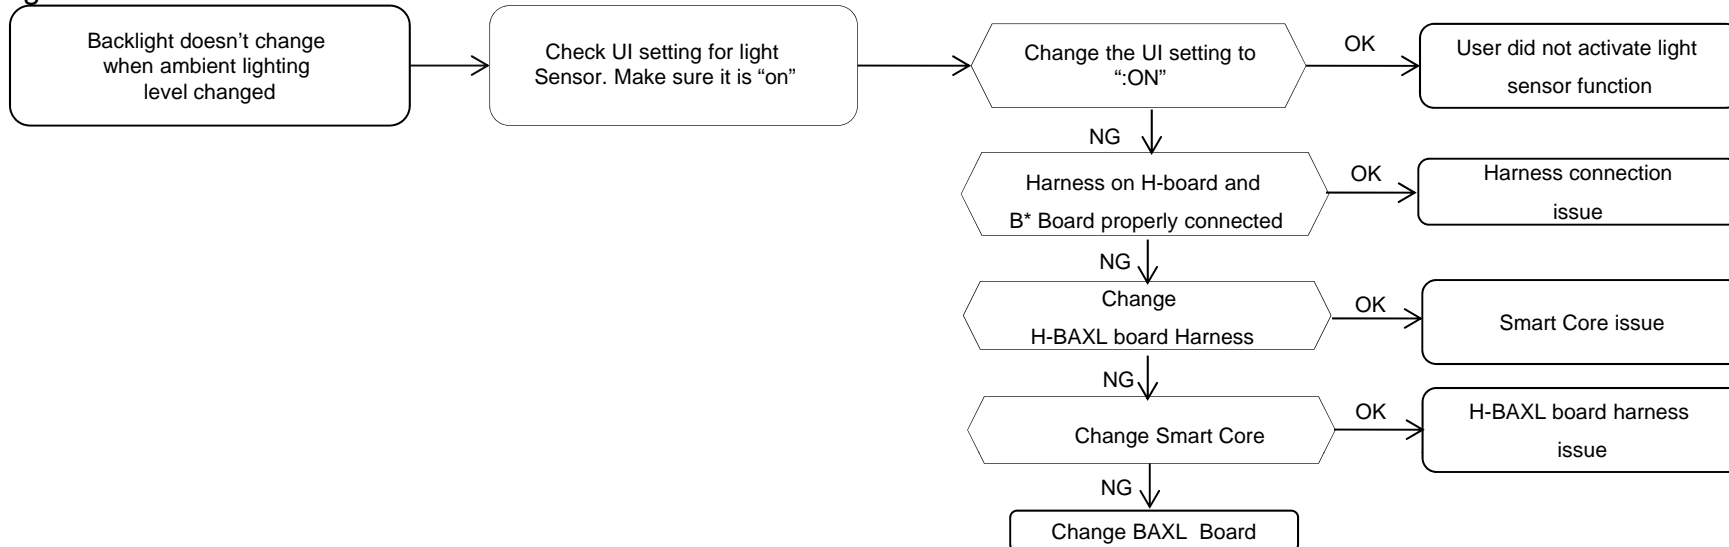 g
Backlight doesn’t change
when ambient lighting
level changed
Check UI setting for light
Sensor. Make sure it is “on”
Change the UI setting to
“:ON”
OK
User did not activate light
sensor function
NG
Harness on H-board and
B* Board properly connected
OK
Harness connection
issue
NG
Change
H-BAXL board Harness
OK
Smart Core issue
NG
Change Smart Core
OK
H-BAXL board harness
issue
NG
Change BAXL Board